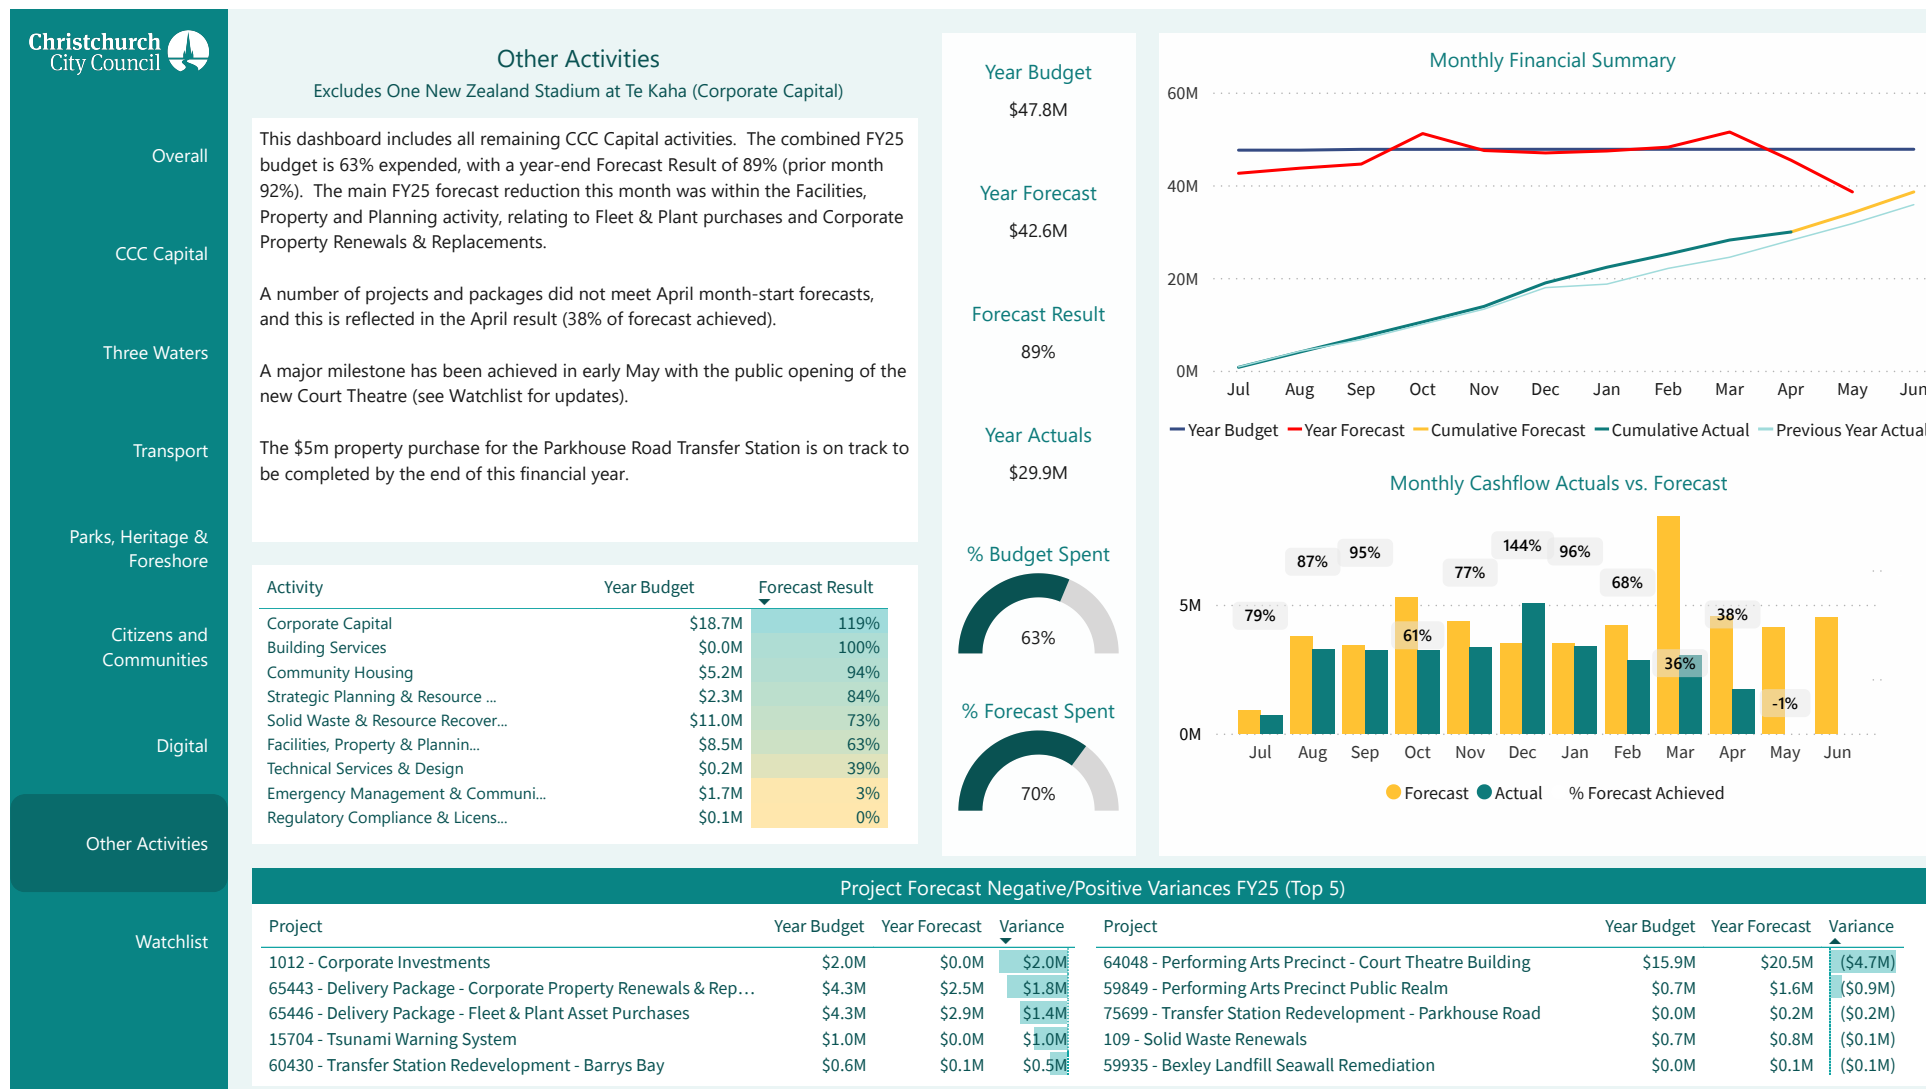 Christchurch
City Council
Overall
CCC Capital
Three Waters
Transport
Parks, Heritage &
Foreshore
Citizens and
Communities
Digital
Other Activities
Watchlist
Other Activities
Excludes One New Zealand Stadium at Te Kaha (Corporate Capital)
This dashboard includes all remaining CCC Capital activities.  The combined FY25
budget is 63% expended, with a year-end Forecast Result of 89% (prior month
92%).  The main FY25 forecast reduction this month was within the Facilities,
Property and Planning activity, relating to Fleet & Plant purchases and Corporate
Property Renewals & Replacements.
A number of projects and packages did not meet April month-start forecasts,
and this is reflected in the April result (38% of forecast achieved).
A major milestone has been achieved in early May with the public opening of the
new Court Theatre (see Watchlist for updates).
The $5m property purchase for the Parkhouse Road Transfer Station is on track to
be completed by the end of this financial year.
Activity Year Budget Forecast Result
Corporate Capital $18.7M 119%
Building Services $0.0M 100%
Community Housing $5.2M 94%
Strategic Planning & Resource ... $2.3M 84%
Solid Waste & Resource Recover... $11.0M 73%
Facilities, Property & Plannin... $8.5M 63%
Technical Services & Design $0.2M 39%
Emergency Management & Communi... $1.7M 3%
Regulatory Compliance & Licens... $0.1M 0%
Year Budget
$47.8M
Year Forecast
$42.6M
Forecast Result
89%
Year Actuals
$29.9M
% Budget Spent
63%
% Forecast Spent
70%
Monthly Financial Summary
60M
40M
20M
0M
Jul Aug Sep Oct Nov Dec Jan Feb Mar Apr May Jun
Year Budget Year Forecast Cumulative Forecast Cumulative Actual Previous Year Actual
Monthly Cashflow Actuals vs. Forecast
5M
0M
79% 87% 95% 61% 77% 144% 96% 68% 36% 38% -1%
Jul Aug Sep Oct Nov Dec Jan Feb Mar Apr May Jun
Forecast Actual % Forecast Achieved
Project Forecast Negative/Positive Variances FY25 (Top 5)
Project Year Budget Year Forecast Variance
1012 - Corporate Investments $2.0M $0.0M $2.0M
65443 - Delivery Package - Corporate Property Renewals & Rep... $4.3M $2.5M $1.8M
65446 - Delivery Package - Fleet & Plant Asset Purchases $4.3M $2.9M $1.4M
15704 - Tsunami Warning System $1.0M $0.0M $1.0M
60430 - Transfer Station Redevelopment - Barrys Bay $0.6M $0.1M $0.5M
Project Year Budget Year Forecast Variance
64048 - Performing Arts Precinct - Court Theatre Building $15.9M $20.5M ($4.7M)
59849 - Performing Arts Precinct Public Realm $0.7M $1.6M ($0.9M)
75699 - Transfer Station Redevelopment - Parkhouse Road $0.0M $0.2M ($0.2M)
109 - Solid Waste Renewals $0.7M $0.8M ($0.1M)
59935 - Bexley Landfill Seawall Remediation $0.0M $0.1M ($0.1M)